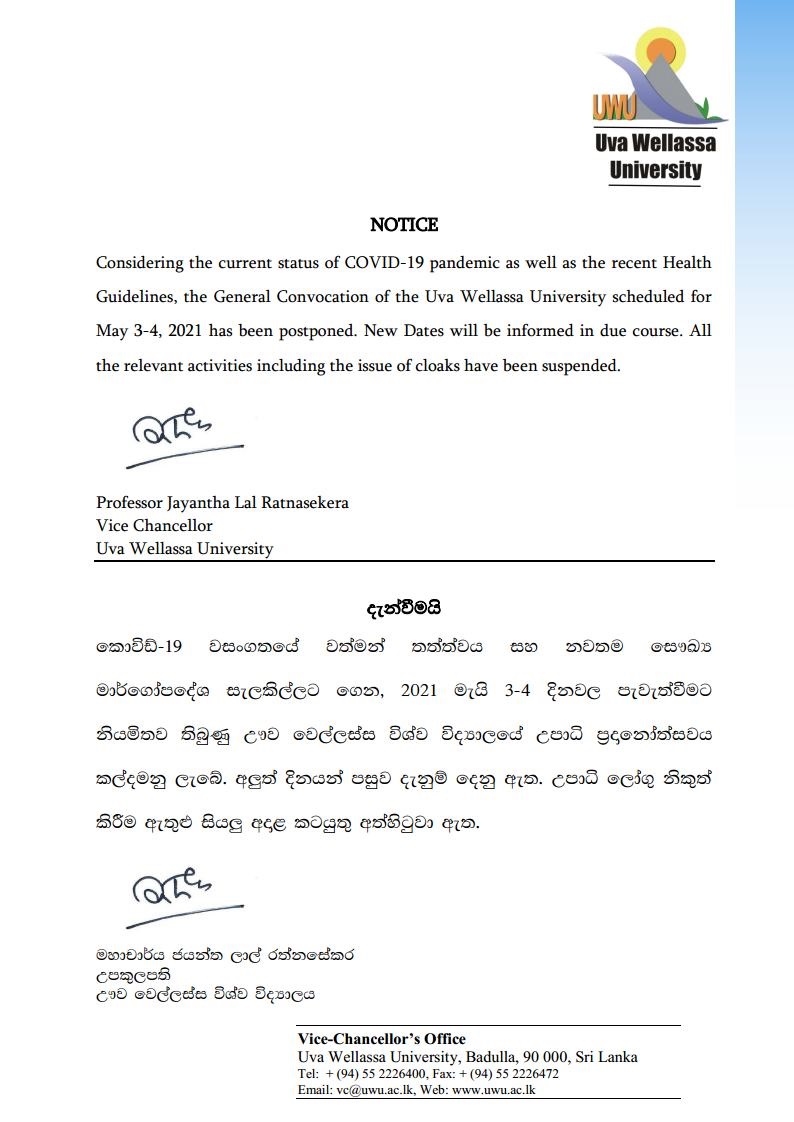 UWU
Uva Wellassa
University
NOTICE
Considering the current status of COVID-19 pandemic as well as the recent Health
Guidelines, the General Convocation of the Uva Wellassa University scheduled for
May 3-4, 2021 has been postponed. New Dates will be informed in due course. All
the relevant activities including the issue of cloaks have been suspended.
Professor Jayantha Lal Ratnasekera
Vice Chancellor
Uva Wellassa University
දැන්වීමයි
කොවිඩ්-19 වසංගතයේ වත්මන් තත්ත්වය සහ නවතම සෞඛ්‍ය
මාර්ගෝපදේශ සැලකිල්ලට ගෙන, 2021 මැයි 3-4 දිනවල පැවැත්වීමට
නියමිතව තිබුණු ඌව වෙල්ලස්ස විශ්ව විද්‍යාලයේ උපාධි ප්‍රදානෝත්සවය
කල්දමනු ලැබේ. අලුත් දිනයන් පසුව දැනුම් දෙනු ඇත. උපාධි ලෝගු නිකුත්
කිරීම ඇතුළු සියලු අදාළ කටයුතු අත්හිටුවා ඇත.
මහාචාර්ය ජයන්ත ලාල් රත්නසේකර
උපකුලපති
ඌව වෙල්ලස්ස විශ්ව විද්‍යාලය
Vice-Chancellor’s Office
Uva Wellassa University, Badulla, 90 000, Sri Lanka
Tel: + (94) 55 2226400, Fax: + (94) 55 2226472
Email: vc@uwu.ac.lk, Web: www.uwu.ac.lk